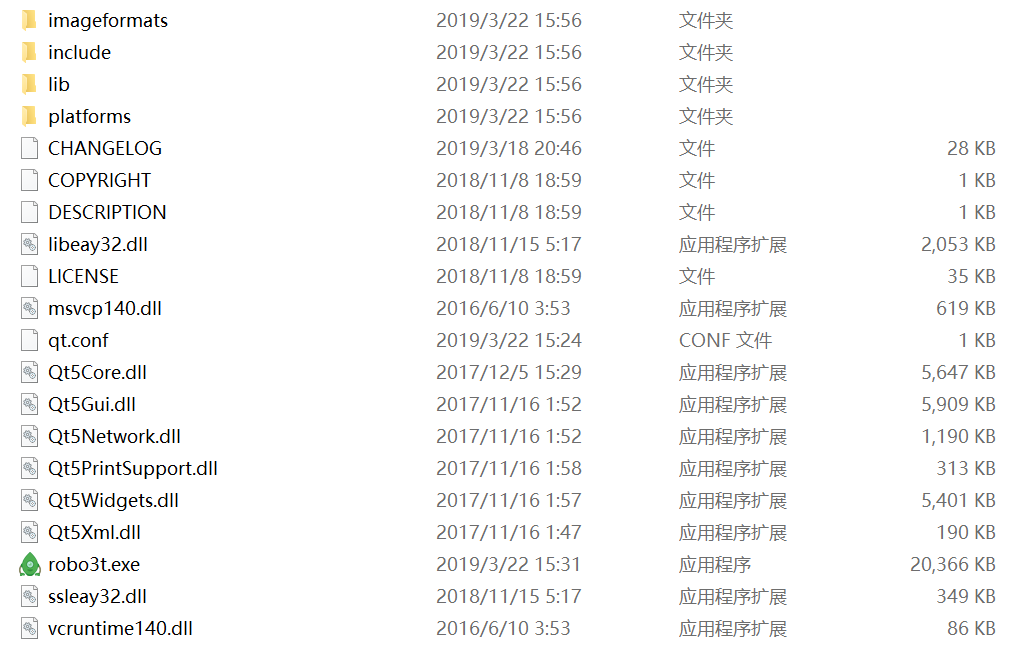 imageformats 2019/3/22 15:56 文件夹
include 2019/3/22 15:56 文件夹
lib 2019/3/22 15:56 文件夹
platforms 2019/3/22 15:56 文件夹
CHANGELOG 2019/3/18 20:46 文件 28 KB
COPYRIGHT 2018/11/8 18:59 文件 1 KB
DESCRIPTION 2018/11/8 18:59 文件 1 KB
libeay32.dll 2018/11/15 5:17 应用程序扩展 2,053 KB
LICENSE 2018/11/8 18:59 文件 35 KB
msvcp140.dll 2016/6/10 3:53 应用程序扩展 619 KB
qt.conf 2019/3/22 15:24 CONF 文件 1 KB
Qt5Core.dll 2017/12/5 15:29 应用程序扩展 5,647 KB
Qt5Gui.dll 2017/11/16 1:52 应用程序扩展 5,909 KB
Qt5Network.dll 2017/11/16 1:52 应用程序扩展 1,190 KB
Qt5PrintSupport.dll 2017/11/16 1:58 应用程序扩展 313 KB
Qt5Widgets.dll 2017/11/16 1:57 应用程序扩展 5,401 KB
Qt5Xml.dll 2017/11/16 1:47 应用程序扩展 190 KB
robo3t.exe 2019/3/22 15:31 应用程序 20,366 KB
ssleay32.dll 2018/11/15 5:17 应用程序扩展 349 KB
vcruntime140.dll 2016/6/10 3:53 应用程序扩展 86 KB